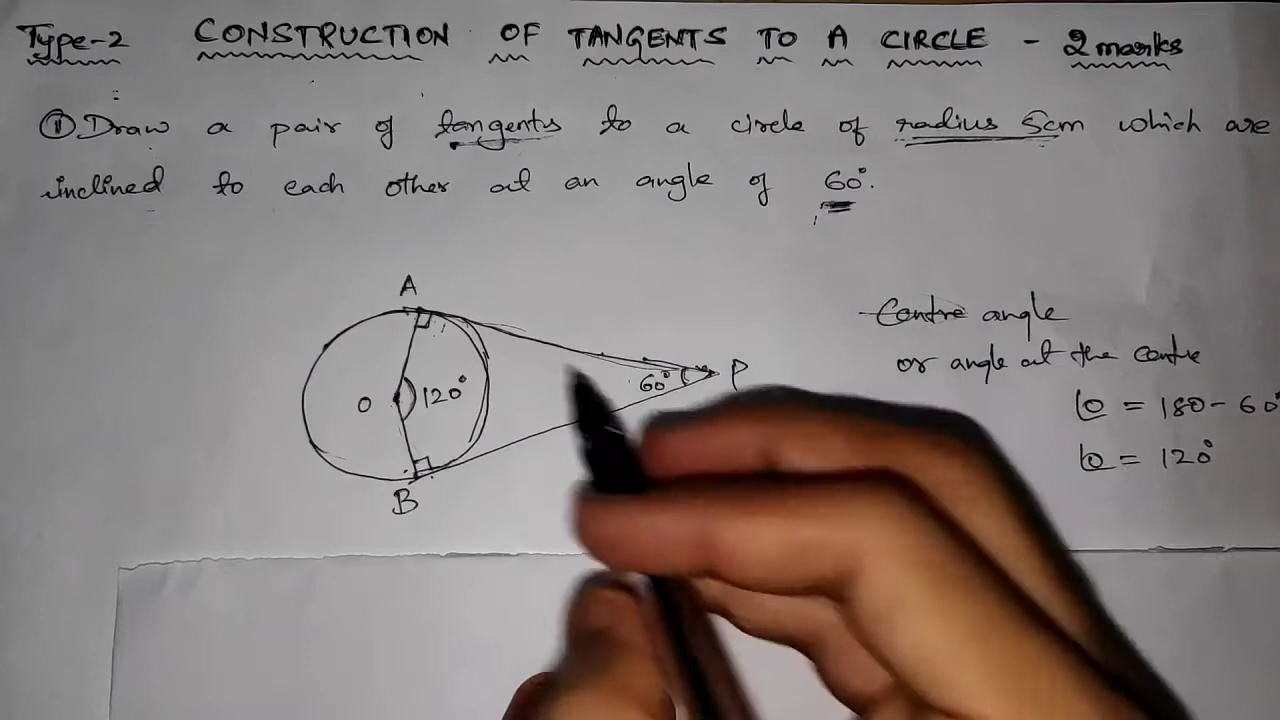 Type-2 CONSTRUCTION OF TANGENTS TO A CIRCLE - 2 marks
① Draw a pair of tangents to a circle of radius 5cm which are
inclined to each other at an angle of 60°.
A
Centre angle
or angle at the centre
P
60°
120°
O
∠O = 180 - 60°
∠O = 120°
B